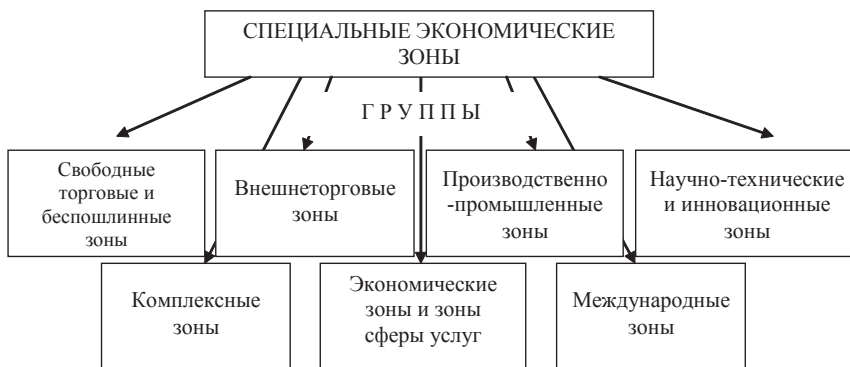 СПЕЦИАЛЬНЫЕ ЭКОНОМИЧЕСКИЕ
ЗОНЫ
Г Р У П П Ы
Свободные
торговые и
беспошлинные
зоны
Внешнеторговые
зоны
Производственно
-промышленные
зоны
Научно-технические
и инновационные
зоны
Комплексные
зоны
Экономические
зоны и зоны
сферы услуг
Международные
зоны